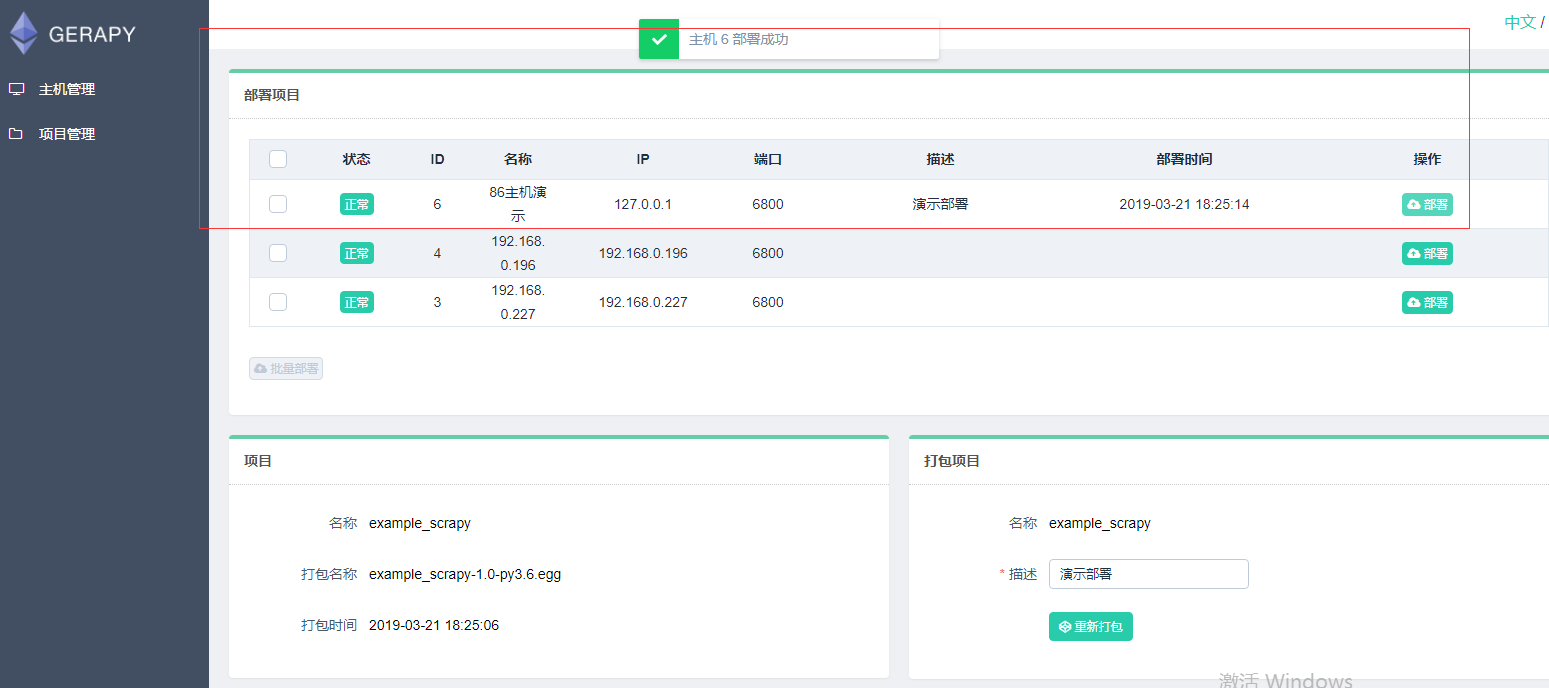 GERAPY
中文 /
主机 6 部署成功
主机管理
项目管理
部署项目
状态 ID 名称 IP 端口 描述 部署时间 操作
正常 6 86主机演示 127.0.0.1 6800 演示部署 2019-03-21 18:25:14 部署
正常 4 192.168.0.196 192.168.0.196 6800 部署
正常 3 192.168.0.227 192.168.0.227 6800 部署
批量部署
项目
名称 example_scrapy
打包名称 example_scrapy-1.0-py3.6.egg
打包时间 2019-03-21 18:25:06
打包项目
名称 example_scrapy
* 描述 演示部署
重新打包
激活 Windows